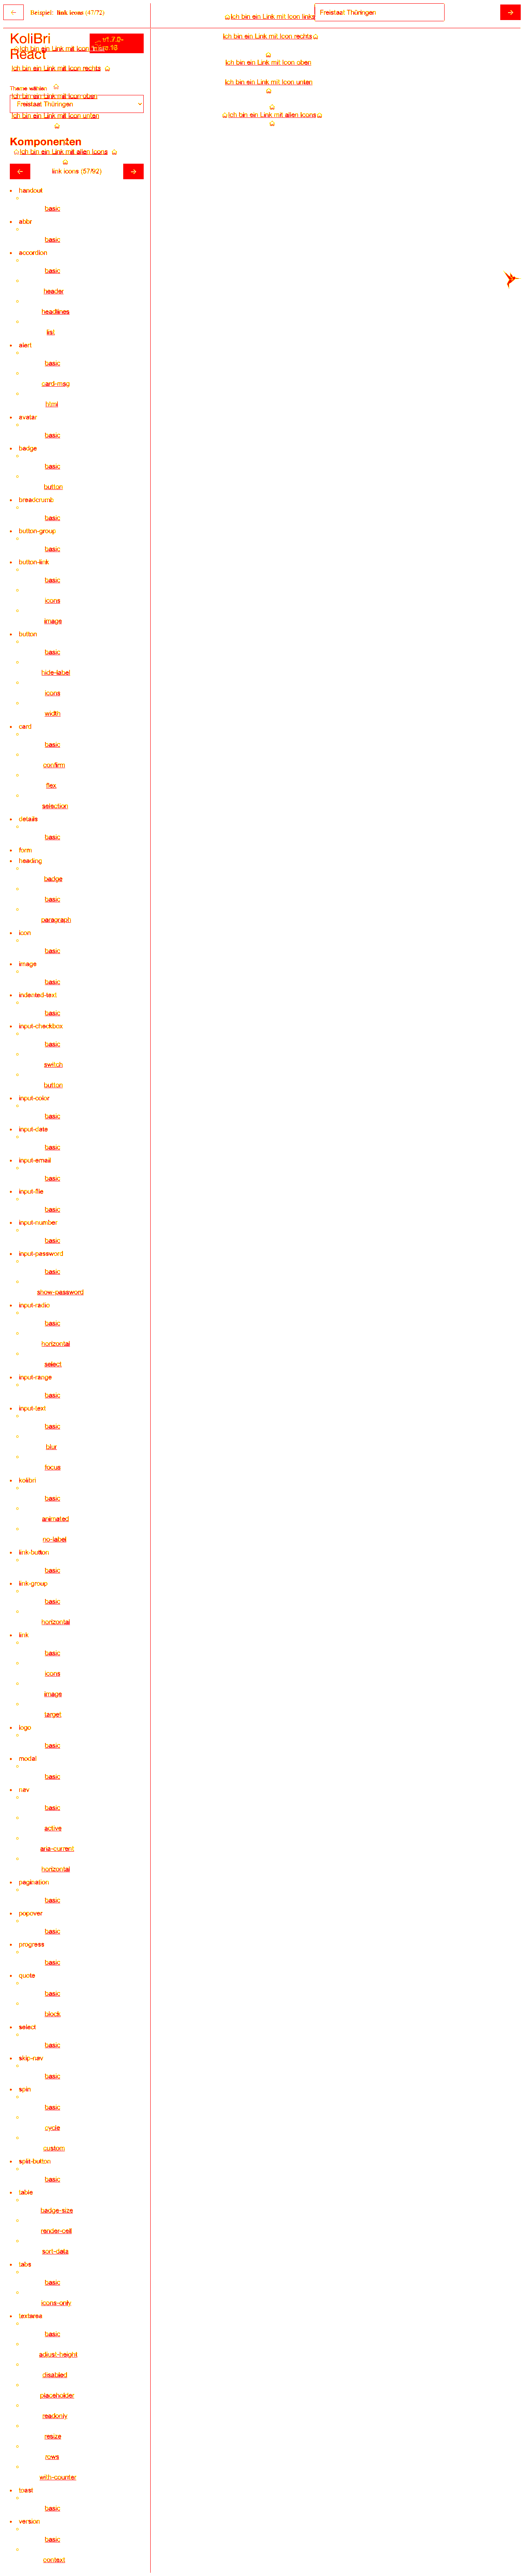 Beispiel: link icons
Freistaat Thüringen
Ich bin ein Link mit Icon links
Ich bin ein Link mit Icon rechts
Ich bin ein Link mit Icon oben
Ich bin ein Link mit Icon unten
Ich bin ein Link mit allen Icons
KoliBri
React
Ich bin ein Link mit Icon links
Ich bin ein Link mit Icon rechts
Theme wählen
Ich bin ein Link mit Icon oben
Freistaat Thüringen
Ich bin ein Link mit Icon unten
Komponenten
Ich bin ein Link mit allen Icons
link icons
handout
basic
abbr
basic
accordion
basic
header
headlines
list
alert
basic
card-msg
html
avatar
basic
badge
basic
button
breadcrumb
basic
button-group
basic
button-link
basic
icons
image
button
basic
hide-label
icons
width
card
basic
confirm
flex
selection
details
basic
form
heading
badge
basic
paragraph
icon
basic
image
basic
indented-text
basic
input-checkbox
basic
switch
button
input-color
basic
input-date
basic
input-email
basic
input-file
basic
input-number
basic
input-password
basic
show-password
input-radio
basic
horizontal
select
input-range
basic
input-text
basic
blur
focus
kolibri
basic
animated
no-label
link-button
basic
link-group
basic
horizontal
link
basic
icons
image
target
logo
basic
modal
basic
nav
basic
active
aria-current
horizontal
pagination
basic
popover
basic
progress
basic
quote
basic
block
select
basic
skip-nav
basic
spin
basic
cycle
custom
split-button
basic
table
badge-size
render-cell
sort-data
tabs
basic
icons-only
textarea
basic
adjust-height
disabled
placeholder
readonly
resize
rows
with-counter
toast
basic
version
basic
context